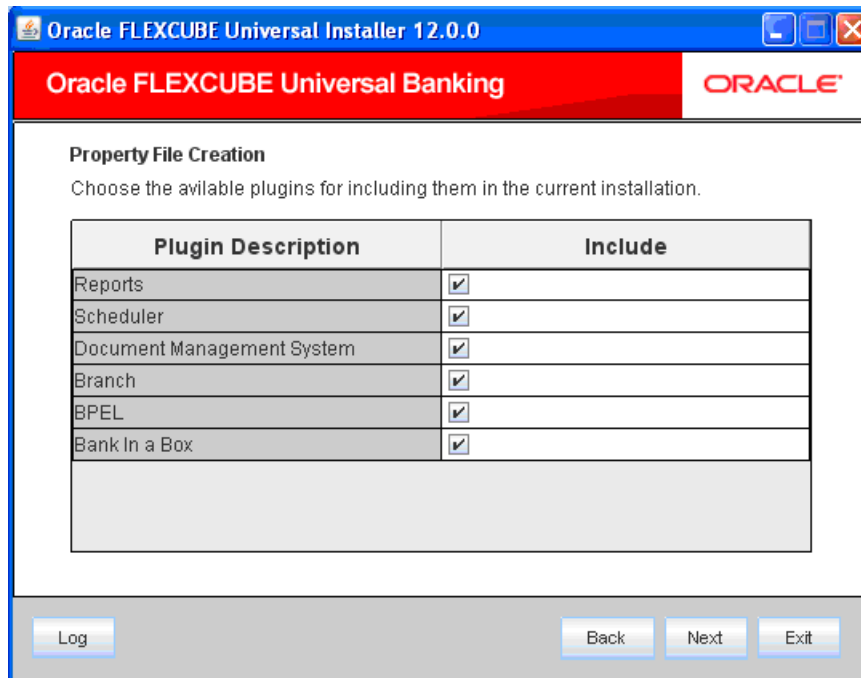 Oracle FLEXCUBE Universal Installer 12.0.0
Oracle FLEXCUBE Universal Banking
ORACLE
Property File Creation
Choose the avilable plugins for including them in the current installation.
Plugin Description Include
Reports
Scheduler
Document Management System
Branch
BPEL
Bank In a Box
Log Back Next Exit